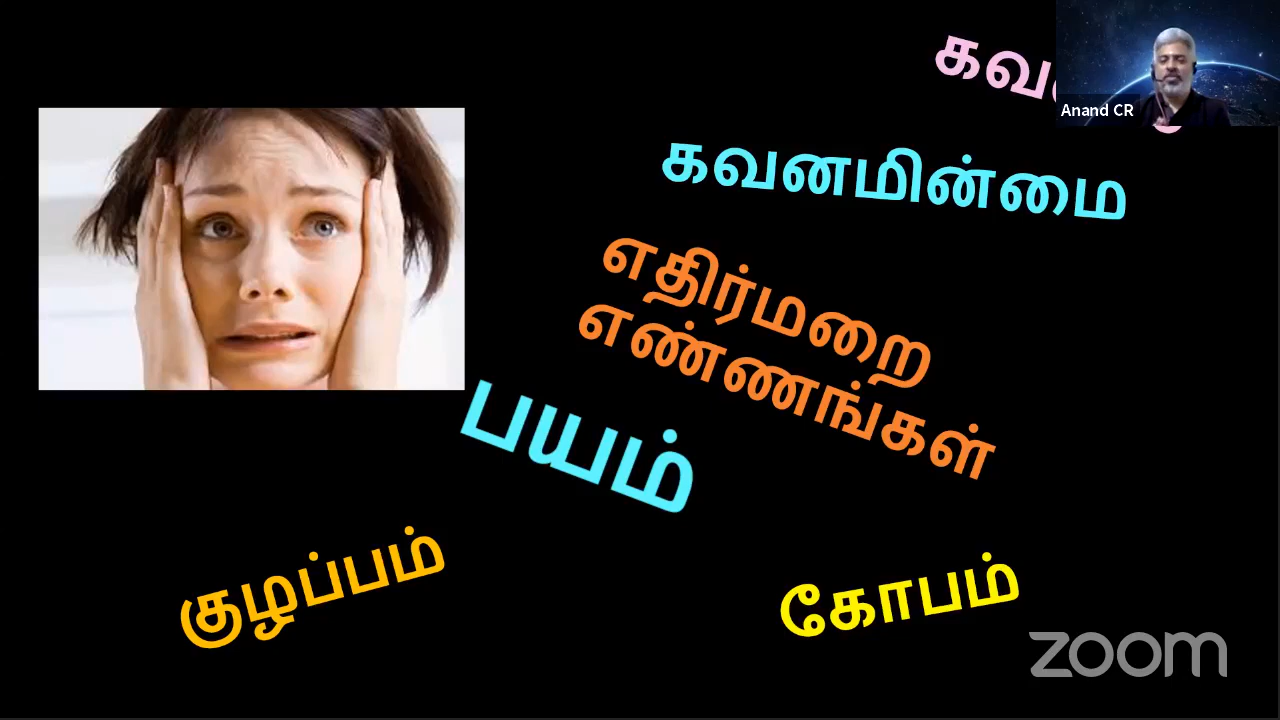 Anand CR
கவனமின்மை
எதிர்மறை
எண்ணங்கள்
பயம்
குழப்பம்
கோபம்
zoom